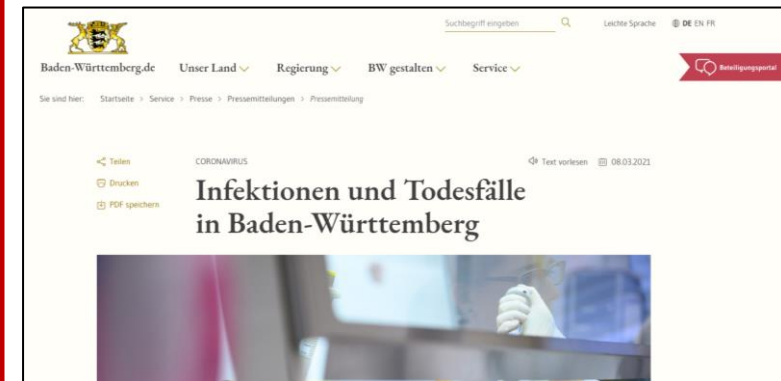 Suchbegriff eingeben
Leichte Sprache DE EN FR
Baden-Württemberg.de Unser Land Regierung BW gestalten Service
Beteiligungsportal
Sie sind hier: Startseite > Service > Presse > Pressemitteilungen > Pressemitteilung
Teilen
Drucken
PDF speichern
CORONAVIRUS
Text vorlesen 08.03.2021
Infektionen und Todesfälle
in Baden-Württemberg